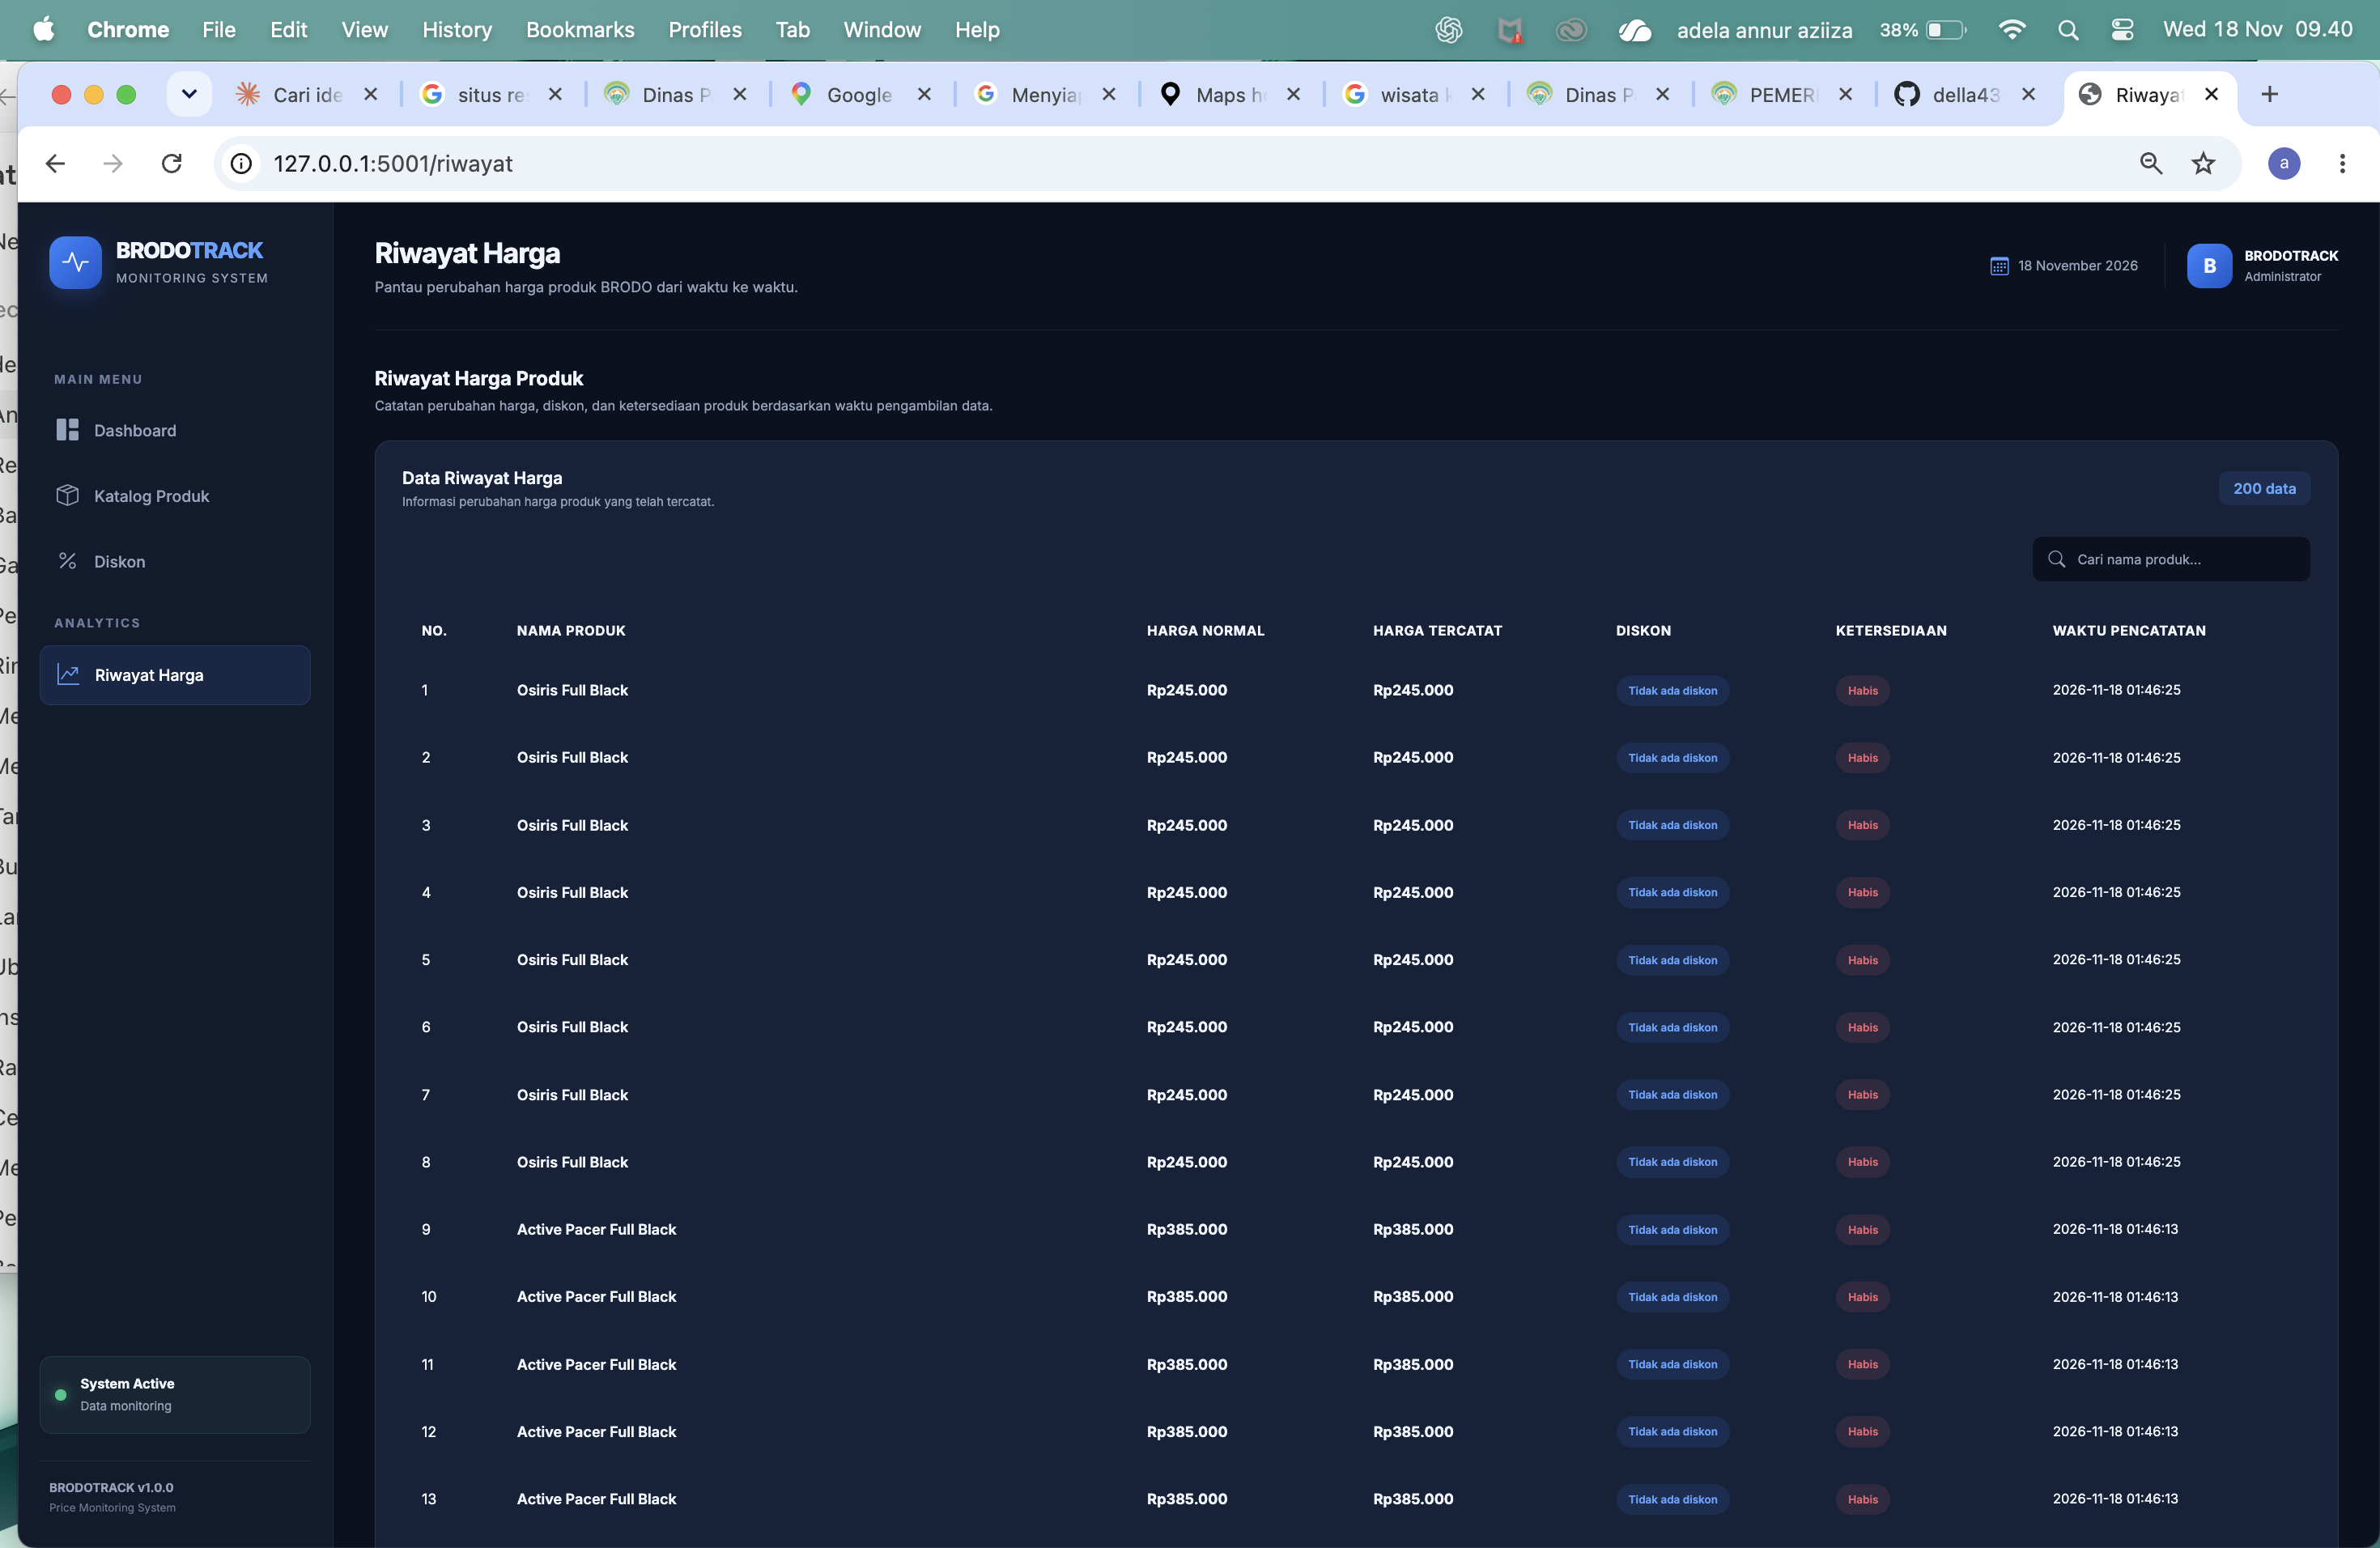 Chrome File Edit View History Bookmarks Profiles Tab Window Help adela annur aziiza 38% Wed 18 Nov 09.40
Cari ide situs re Dinas P Google Menyia Maps h wisata Dinas P PEMER della43 Riwaya
127.0.0.1:5001/riwayat a
BRODOTRACK
MONITORING SYSTEM
MAIN MENU
Dashboard
Katalog Produk
Diskon
ANALYTICS
Riwayat Harga
System Active
Data monitoring
BRODOTRACK v1.0.0
Price Monitoring System
Riwayat Harga
Pantau perubahan harga produk BRODO dari waktu ke waktu.
18 November 2026
B
BRODOTRACK
Administrator
Riwayat Harga Produk
Catatan perubahan harga, diskon, dan ketersediaan produk berdasarkan waktu pengambilan data.
Data Riwayat Harga
Informasi perubahan harga produk yang telah tercatat.
200 data
Cari nama produk...
NO. NAMA PRODUK HARGA NORMAL HARGA TERCATAT DISKON KETERSEDIAAN WAKTU PENCATATAN
1 Osiris Full Black Rp245.000 Rp245.000 Tidak ada diskon Habis 2026-11-18 01:46:25
2 Osiris Full Black Rp245.000 Rp245.000 Tidak ada diskon Habis 2026-11-18 01:46:25
3 Osiris Full Black Rp245.000 Rp245.000 Tidak ada diskon Habis 2026-11-18 01:46:25
4 Osiris Full Black Rp245.000 Rp245.000 Tidak ada diskon Habis 2026-11-18 01:46:25
5 Osiris Full Black Rp245.000 Rp245.000 Tidak ada diskon Habis 2026-11-18 01:46:25
6 Osiris Full Black Rp245.000 Rp245.000 Tidak ada diskon Habis 2026-11-18 01:46:25
7 Osiris Full Black Rp245.000 Rp245.000 Tidak ada diskon Habis 2026-11-18 01:46:25
8 Osiris Full Black Rp245.000 Rp245.000 Tidak ada diskon Habis 2026-11-18 01:46:25
9 Active Pacer Full Black Rp385.000 Rp385.000 Tidak ada diskon Habis 2026-11-18 01:46:13
10 Active Pacer Full Black Rp385.000 Rp385.000 Tidak ada diskon Habis 2026-11-18 01:46:13
11 Active Pacer Full Black Rp385.000 Rp385.000 Tidak ada diskon Habis 2026-11-18 01:46:13
12 Active Pacer Full Black Rp385.000 Rp385.000 Tidak ada diskon Habis 2026-11-18 01:46:13
13 Active Pacer Full Black Rp385.000 Rp385.000 Tidak ada diskon Habis 2026-11-18 01:46:13